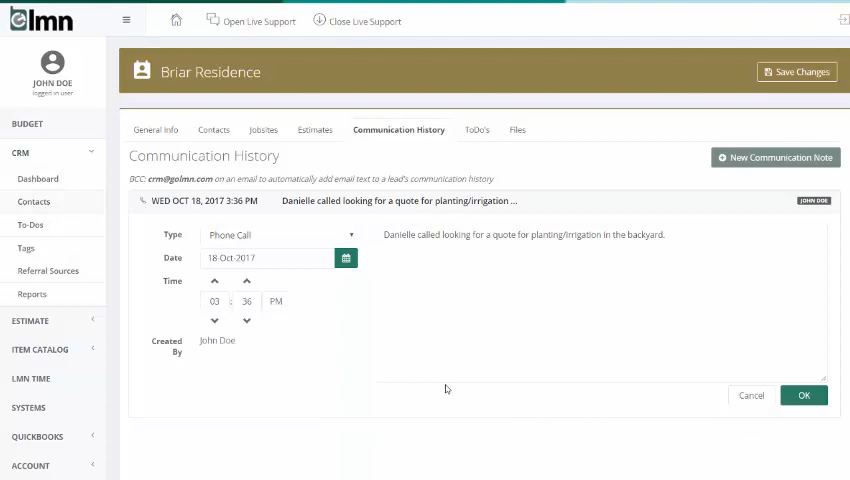 lmn
Open Live Support
Close Live Support
JOHN DOE
logged in user
BUDGET
CRM
Dashboard
Contacts
To-Dos
Tags
Referral Sources
Reports
ESTIMATE
ITEM CATALOG
LMN TIME
SYSTEMS
QUICKBOOKS
ACCOUNT
Briar Residence
Save Changes
General Info
Contacts
Jobsites
Estimates
Communication History
ToDo's
Files
Communication History
New Communication Note
BCC: crm@golmn.com on an email to automatically add email text to a lead's communication history
WED OCT 18, 2017 3:36 PM
Danielle called looking for a quote for planting/irrigation ...
JOHN DOE
Type
Phone Call
Date
18-Oct-2017
Time
03 : 36 PM
Created
By
John Doe
Danielle called looking for a quote for planting/irrigation in the backyard.
Cancel
OK